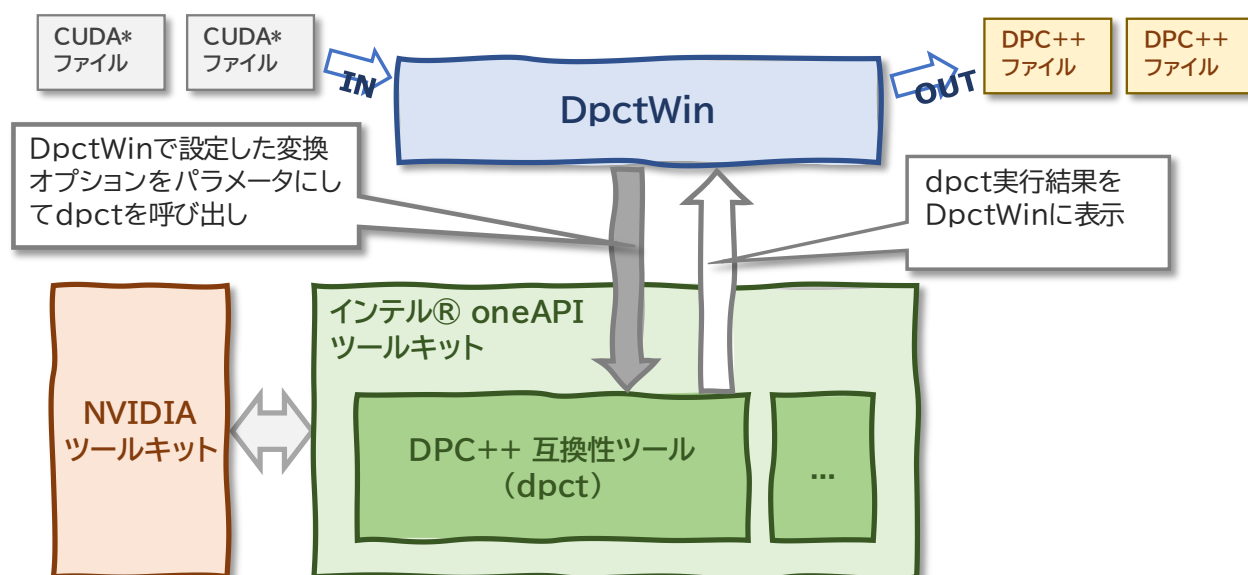 CUDA*
ファイル
CUDA*
ファイル
IN
DpctWin
OUT
DPC++
ファイル
DPC++
ファイル
DpctWinで設定した変換
オプションをパラメータにし
てdpctを呼び出し
dpct実行結果を
DpctWinに表示
NVIDIA
ツールキット
インテル® oneAPI
ツールキット
DPC++ 互換性ツール
（dpct）
...